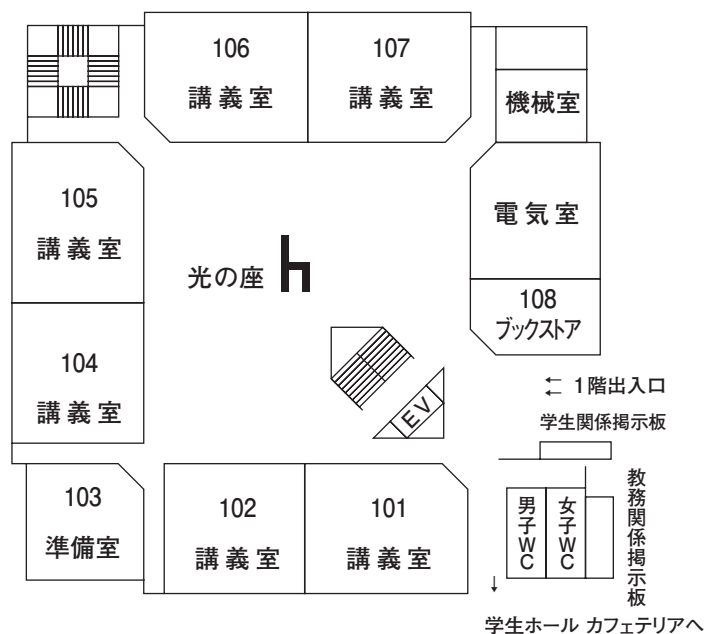 106
講義室
107
講義室
機械室
105
講義室
電気室
光の座
108
ブックストア
104
講義室
EV
← 1階出入口
←
学生関係掲示板
103
準備室
102
講義室
101
講義室
男子WC
女子WC
教務関係掲示板
↓
学生ホール カフェテリアへ